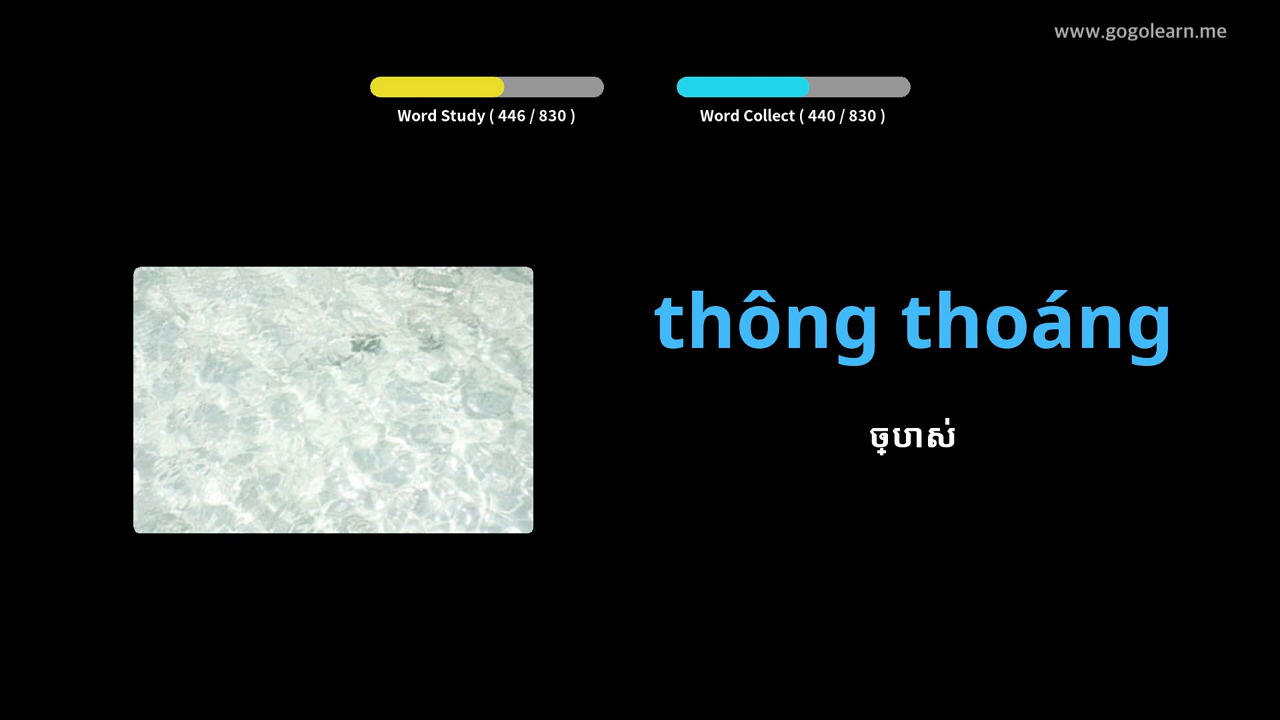 www.gogolearn.me
Word Study ( 446 / 830 )
Word Collect ( 440 / 830 )
thông thoáng
ច្បាស់